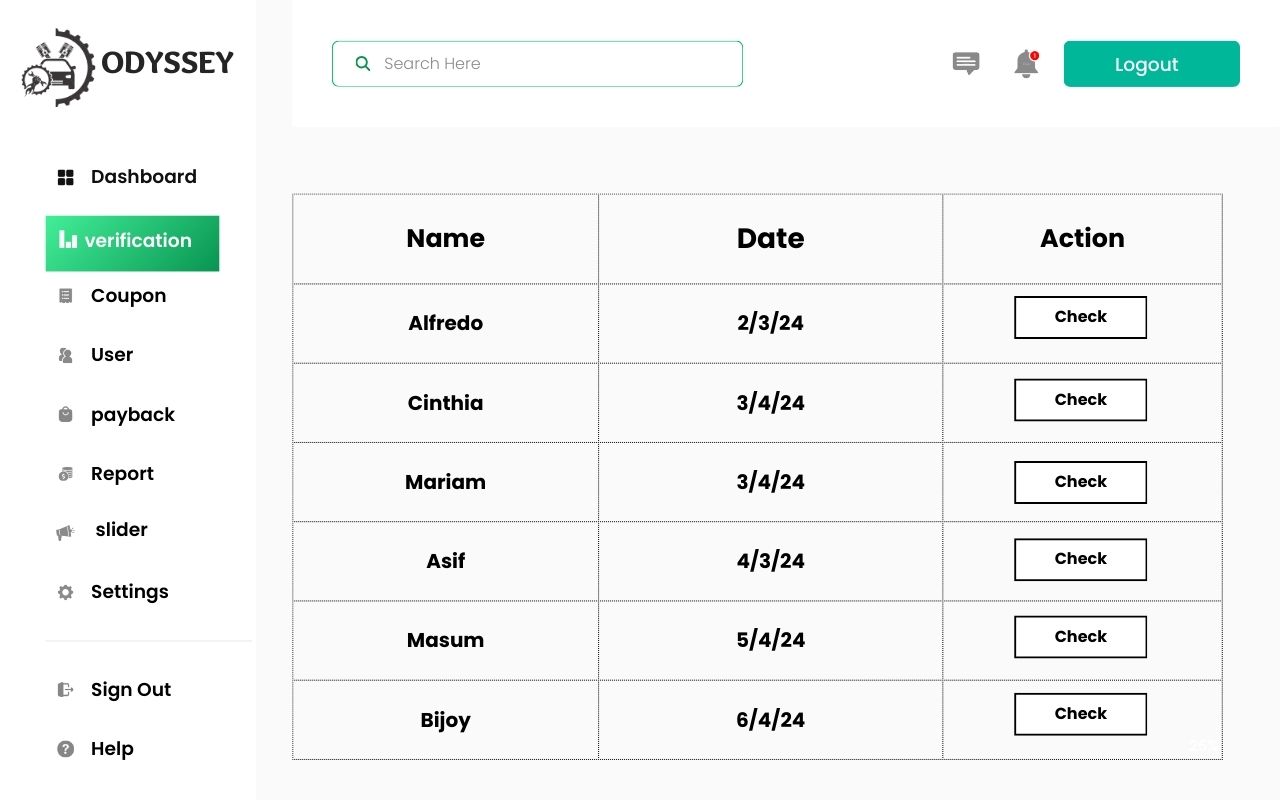 ODYSSEY
Search Here
1
Logout
Dashboard
verification
Coupon
User
payback
Report
slider
Settings
Sign Out
Help
Name Date Action
Alfredo 2/3/24 Check
Cinthia 3/4/24 Check
Mariam 3/4/24 Check
Asif 4/3/24 Check
Masum 5/4/24 Check
Bijoy 6/4/24 Check